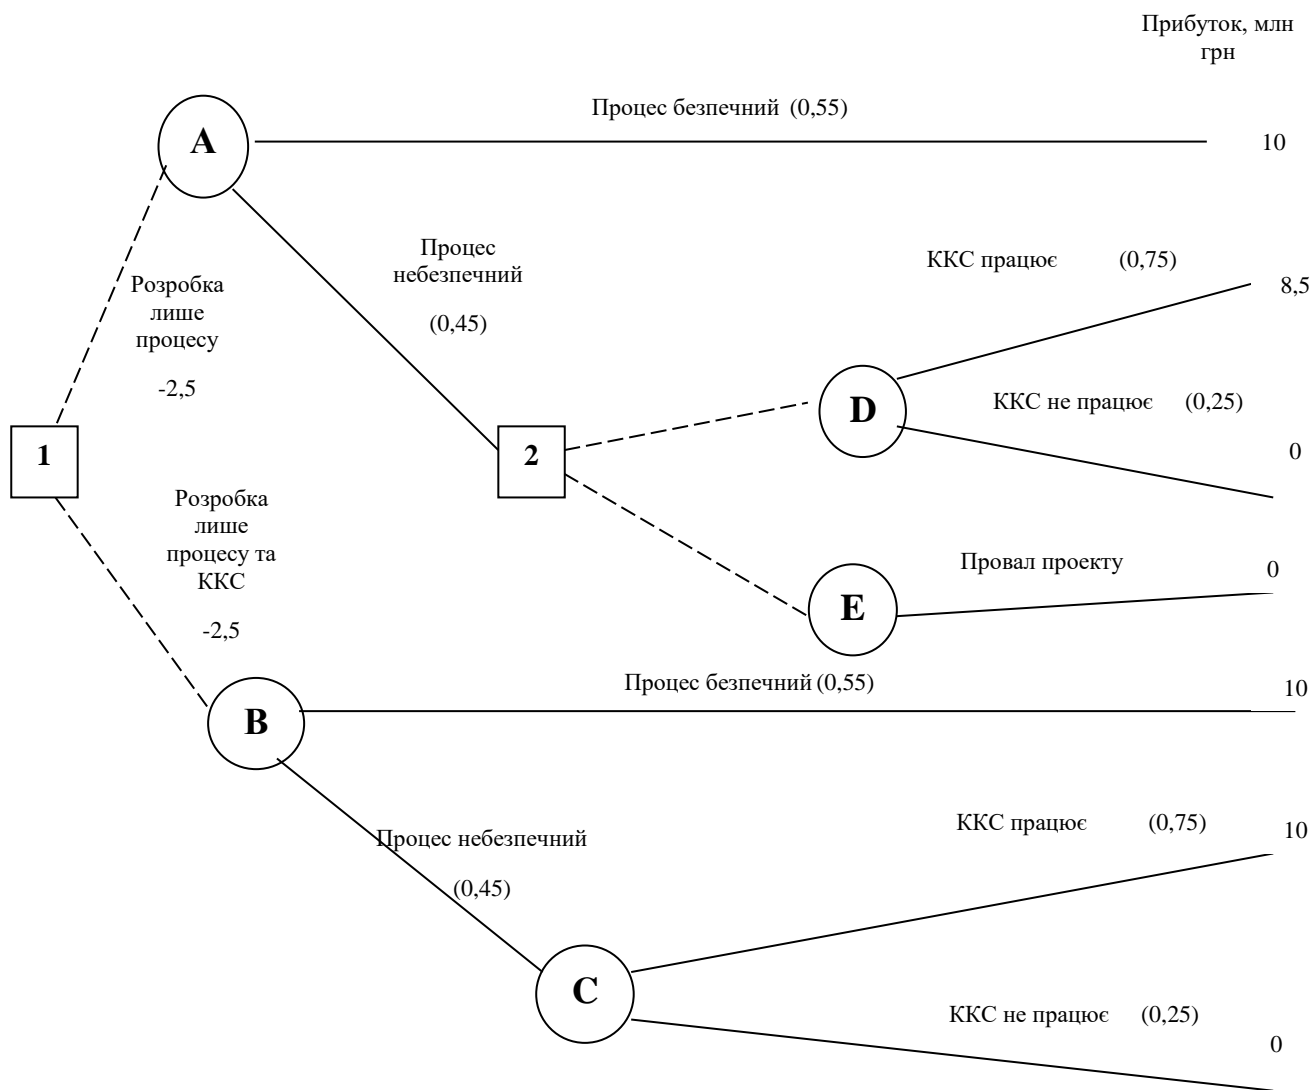 Прибуток, млн
грн
Процес безпечний (0,55)
A
10
Процес
небезпечний
(0,45)
ККС працює (0,75)
8,5
Розробка
лише
процесу
-2,5
D
ККС не працює (0,25)
0
1
2
Розробка
лише
процесу та
ККС
-2,5
Провал проекту
0
E
Процес безпечний (0,55)
10
B
Процес небезпечний
(0,45)
ККС працює (0,75)
10
C
ККС не працює (0,25)
0